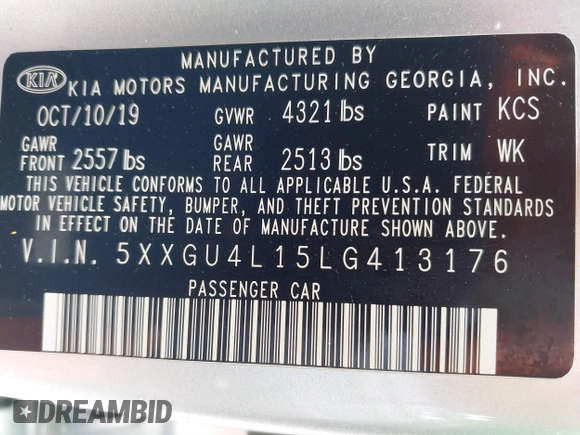 MANUFACTURED BY
KIA KIA MOTORS MANUFACTURING GEORGIA, INC.
OCT/10/19 GVWR 4321 lbs PAINT KCS
GAWR FRONT 2557 lbs GAWR REAR 2513 lbs TRIM WK
THIS VEHICLE CONFORMS TO ALL APPLICABLE U.S.A. FEDERAL
MOTOR VEHICLE SAFETY, BUMPER, AND THEFT PREVENTION STANDARDS
IN EFFECT ON THE DATE OF MANUFACTURE SHOWN ABOVE.
V.I.N. 5XXGU4L15LG413176
PASSENGER CAR
DREAMBID